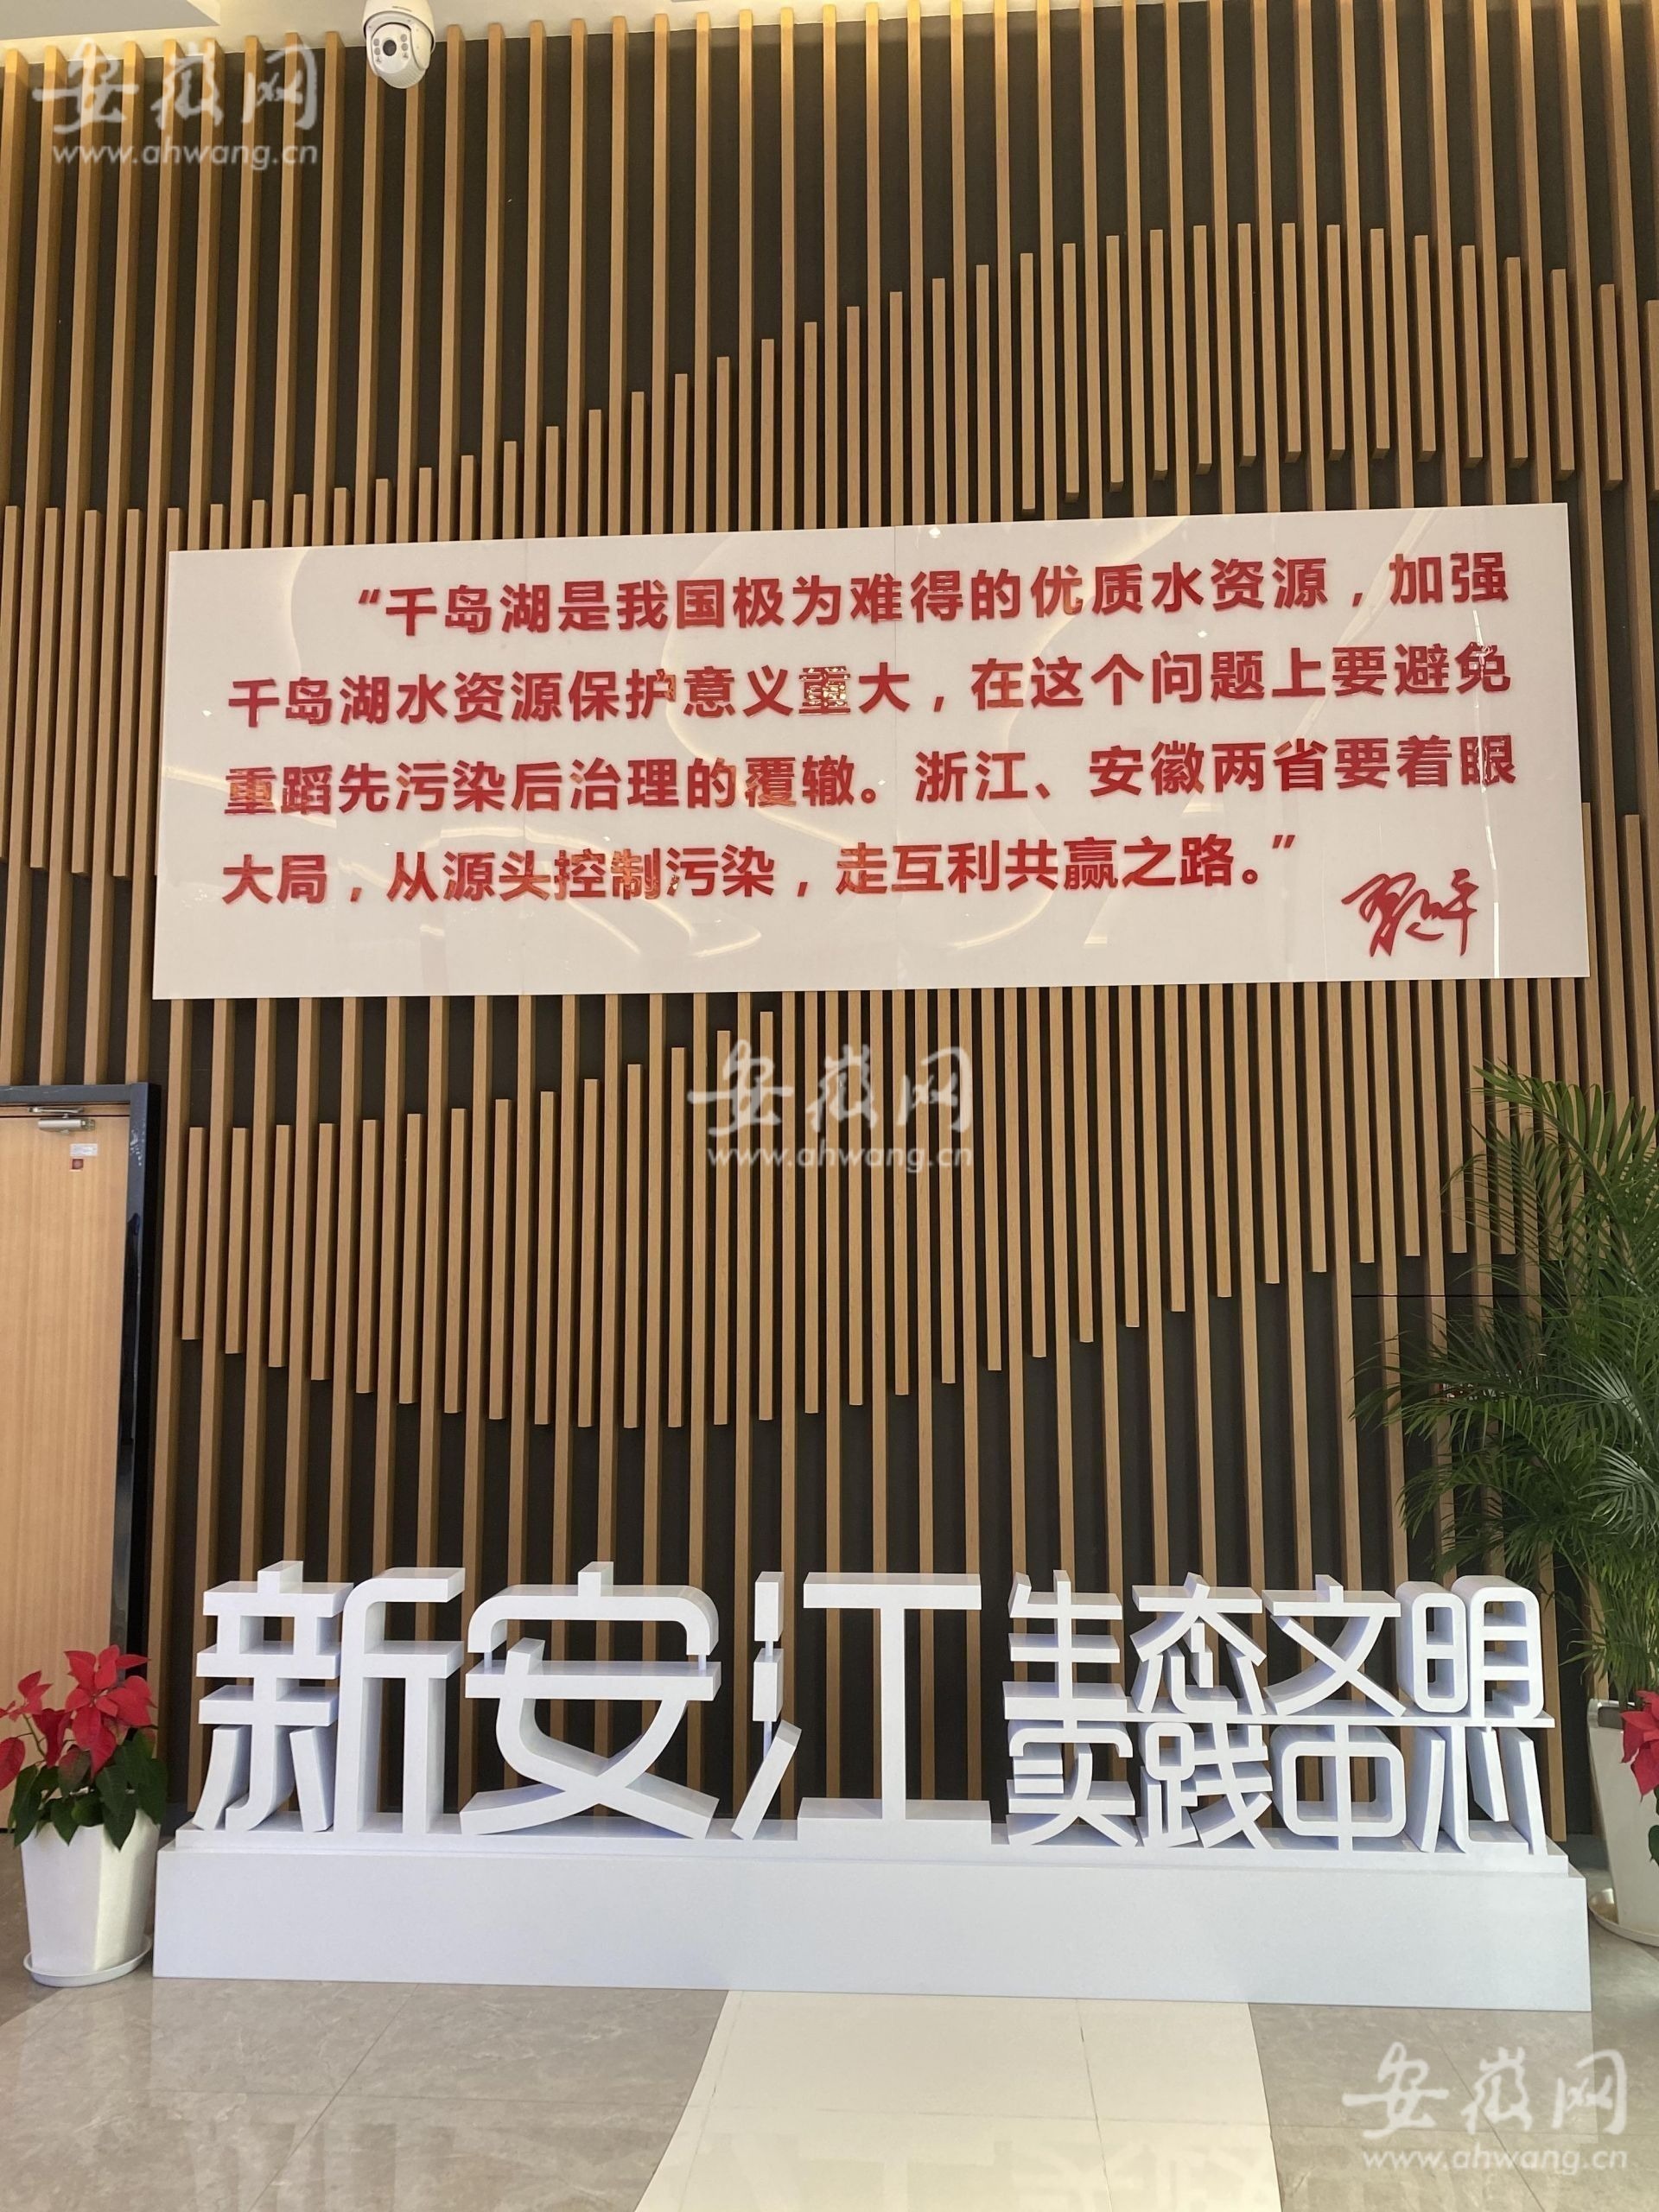 安徽网
www.ahwang.cn
“千岛湖是我国极为难得的优质水资源，加强
千岛湖水资源保护意义重大，在这个问题上要避免
重蹈先污染后治理的覆辙。浙江、安徽两省要着眼
大局，从源头控制污染，走互利共赢之路。”
习近平
安徽网
www.ahwang.cn
新安江
生态文明
实践中心
安徽网
www.ahwang.cn